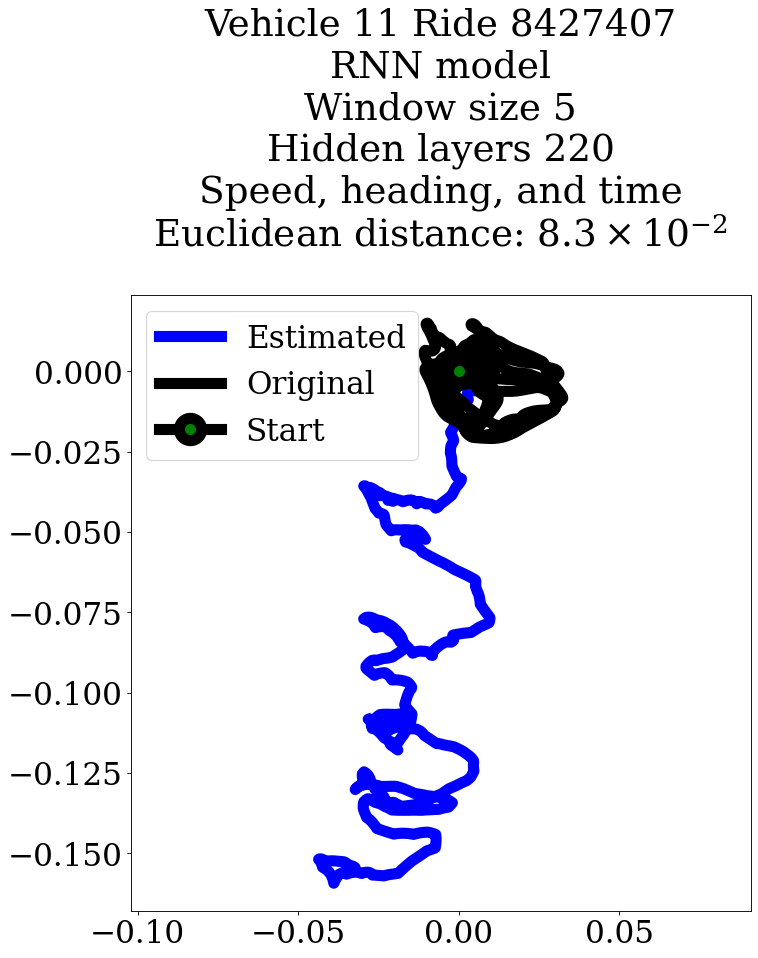 Vehicle 11 Ride 8427407
RNN model
Window size 5
Hidden layers 220
Speed, heading, and time
Euclidean distance: 8.3 × 10⁻²
Estimated
Original
Start
0.000
−0.025
−0.050
−0.075
−0.100
−0.125
−0.150
−0.10
−0.05
0.00
0.05